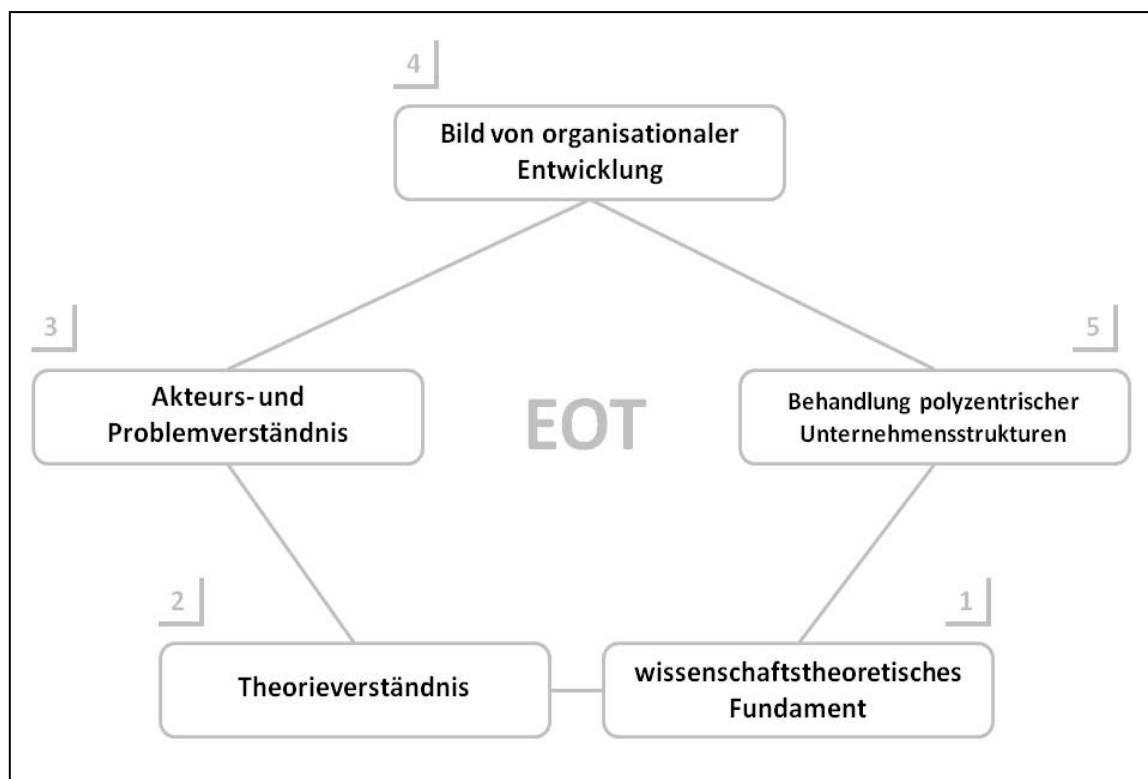 4
Bild von organisationaler
Entwicklung
3
Akteurs- und
Problemverständnis
EOT
5
Behandlung polyzentrischer
Unternehmensstrukturen
2
Theorieverständnis
1
wissenschaftstheoretisches
Fundament